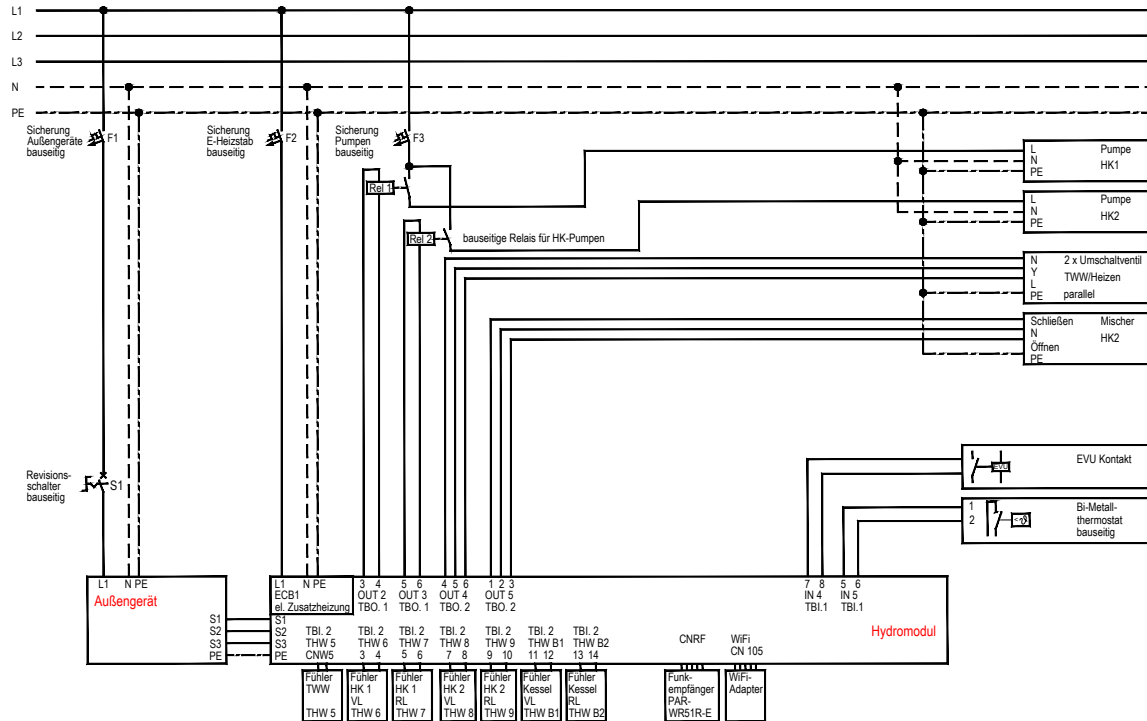 L1
L2
L3
N
PE
Sicherung
Außengeräte
bauseitig
F1
Sicherung
E-Heizstab
bauseitig
F2
Sicherung
Pumpen
bauseitig
F3
L Pumpe
N HK1
PE
Rel 1
L Pumpe
N HK2
PE
Rel 2
bauseitige Relais für HK-Pumpen
N 2 x Umschaltventil
Y TWW/Heizen
L
PE parallel
Schließen Mischer
N HK2
Öffnen
PE
EVU
EVU Kontakt
Revisions-
schalter
bauseitig
S1
1 Bi-Metall-
2 thermostat
bauseitig
L1 N PE
Außengerät
S1
S2
S3
PE
L1 N PE
ECB1
el. Zusatzheizung
S1
S2
S3
PE
3 4
OUT 2
TBO. 1
5 6
OUT 3
TBO. 1
4 5 6
OUT 4
TBO. 2
1 2 3
OUT 5
TBO. 2
7 8
IN 4
TBI.1
5 6
IN 5
TBI.1
Hydromodul
TBI. 2
THW 5
CNW5
TBI. 2
THW 6
3 4
TBI. 2
THW 7
5 6
TBI. 2
THW 8
7 8
TBI. 2
THW 9
9 10
TBI. 2
THW B1
11 12
TBI. 2
THW B2
13 14
CNRF
WiFi
CN 105
Fühler
TWW
THW 5
Fühler
HK 1
VL
THW 6
Fühler
HK 1
RL
THW 7
Fühler
HK 2
VL
THW 8
Fühler
HK 2
RL
THW 9
Fühler
Kessel
VL
THW B1
Fühler
Kessel
RL
THW B2
Funk-
empfänger
PAR-
WR51R-E
WiFi-
Adapter